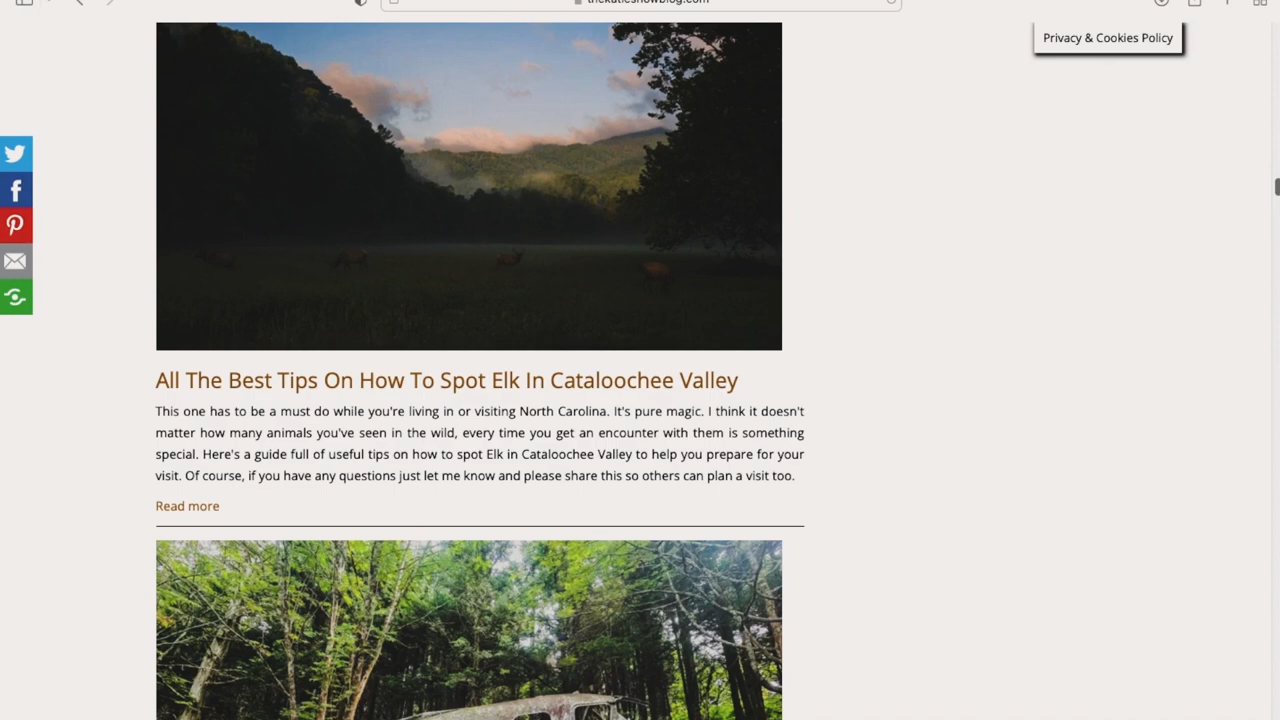 Privacy & Cookies Policy
All The Best Tips On How To Spot Elk In Cataloochee Valley
This one has to be a must do while you're living in or visiting North Carolina. It's pure magic. I think it doesn't
matter how many animals you've seen in the wild, every time you get an encounter with them is something
special. Here's a guide full of useful tips on how to spot Elk in Cataloochee Valley to help you prepare for your
visit. Of course, if you have any questions just let me know and please share this so others can plan a visit too.
Read more